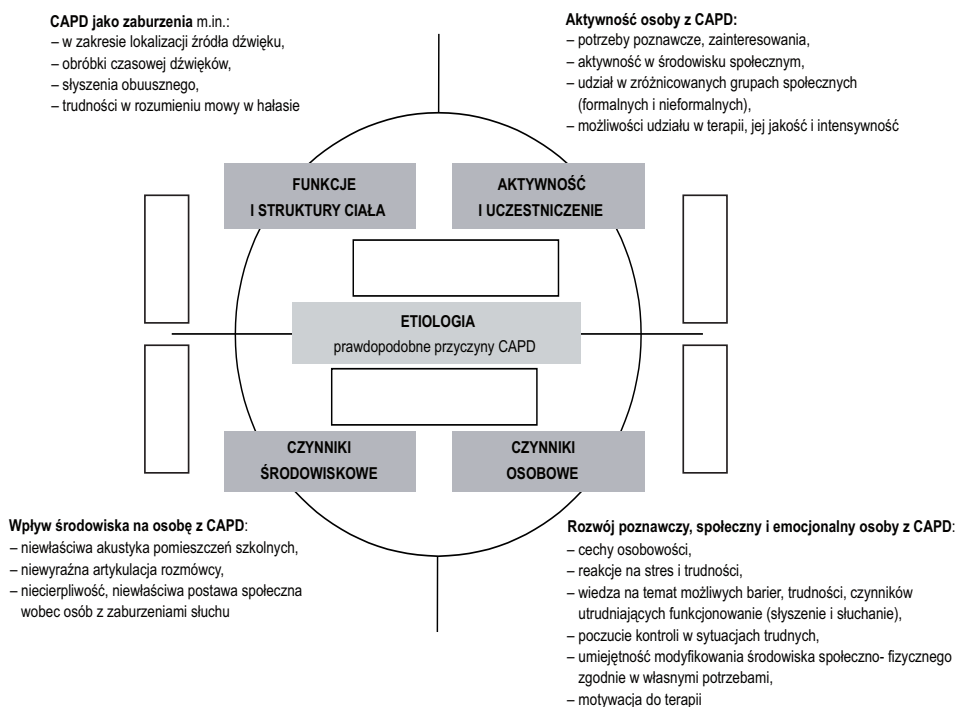 CAPD jako zaburzenia m.in.:
– w zakresie lokalizacji źródła dźwięku,
– obróbki czasowej dźwięków,
– słyszenia obuusznego,
– trudności w rozumieniu mowy w hałasie
Aktywność osoby z CAPD:
– potrzeby poznawcze, zainteresowania,
– aktywność w środowisku społecznym,
– udział w zróżnicowanych grupach społecznych
(formalnych i nieformalnych),
– możliwości udziału w terapii, jej jakość i intensywność
FUNKCJE
I STRUKTURY CIAŁA
AKTYWNOŚĆ
I UCZESTNICZENIE
ETIOLOGIA
prawdopodobne przyczyny CAPD
CZYNNIKI
ŚRODOWISKOWE
CZYNNIKI
OSOBOWE
Wpływ środowiska na osobę z CAPD:
– niewłaściwa akustyka pomieszczeń szkolnych,
– niewyraźna artykulacja rozmówcy,
– niecierpliwość, niewłaściwa postawa społeczna
wobec osób z zaburzeniami słuchu
Rozwój poznawczy, społeczny i emocjonalny osoby z CAPD:
– cechy osobowości,
– reakcje na stres i trudności,
– wiedza na temat możliwych barier, trudności, czynników
utrudniających funkcjonowanie (słyszenie i słuchanie),
– poczucie kontroli w sytuacjach trudnych,
– umiejętność modyfikowania środowiska społeczno- fizycznego
zgodnie w własnymi potrzebami,
– motywacja do terapii